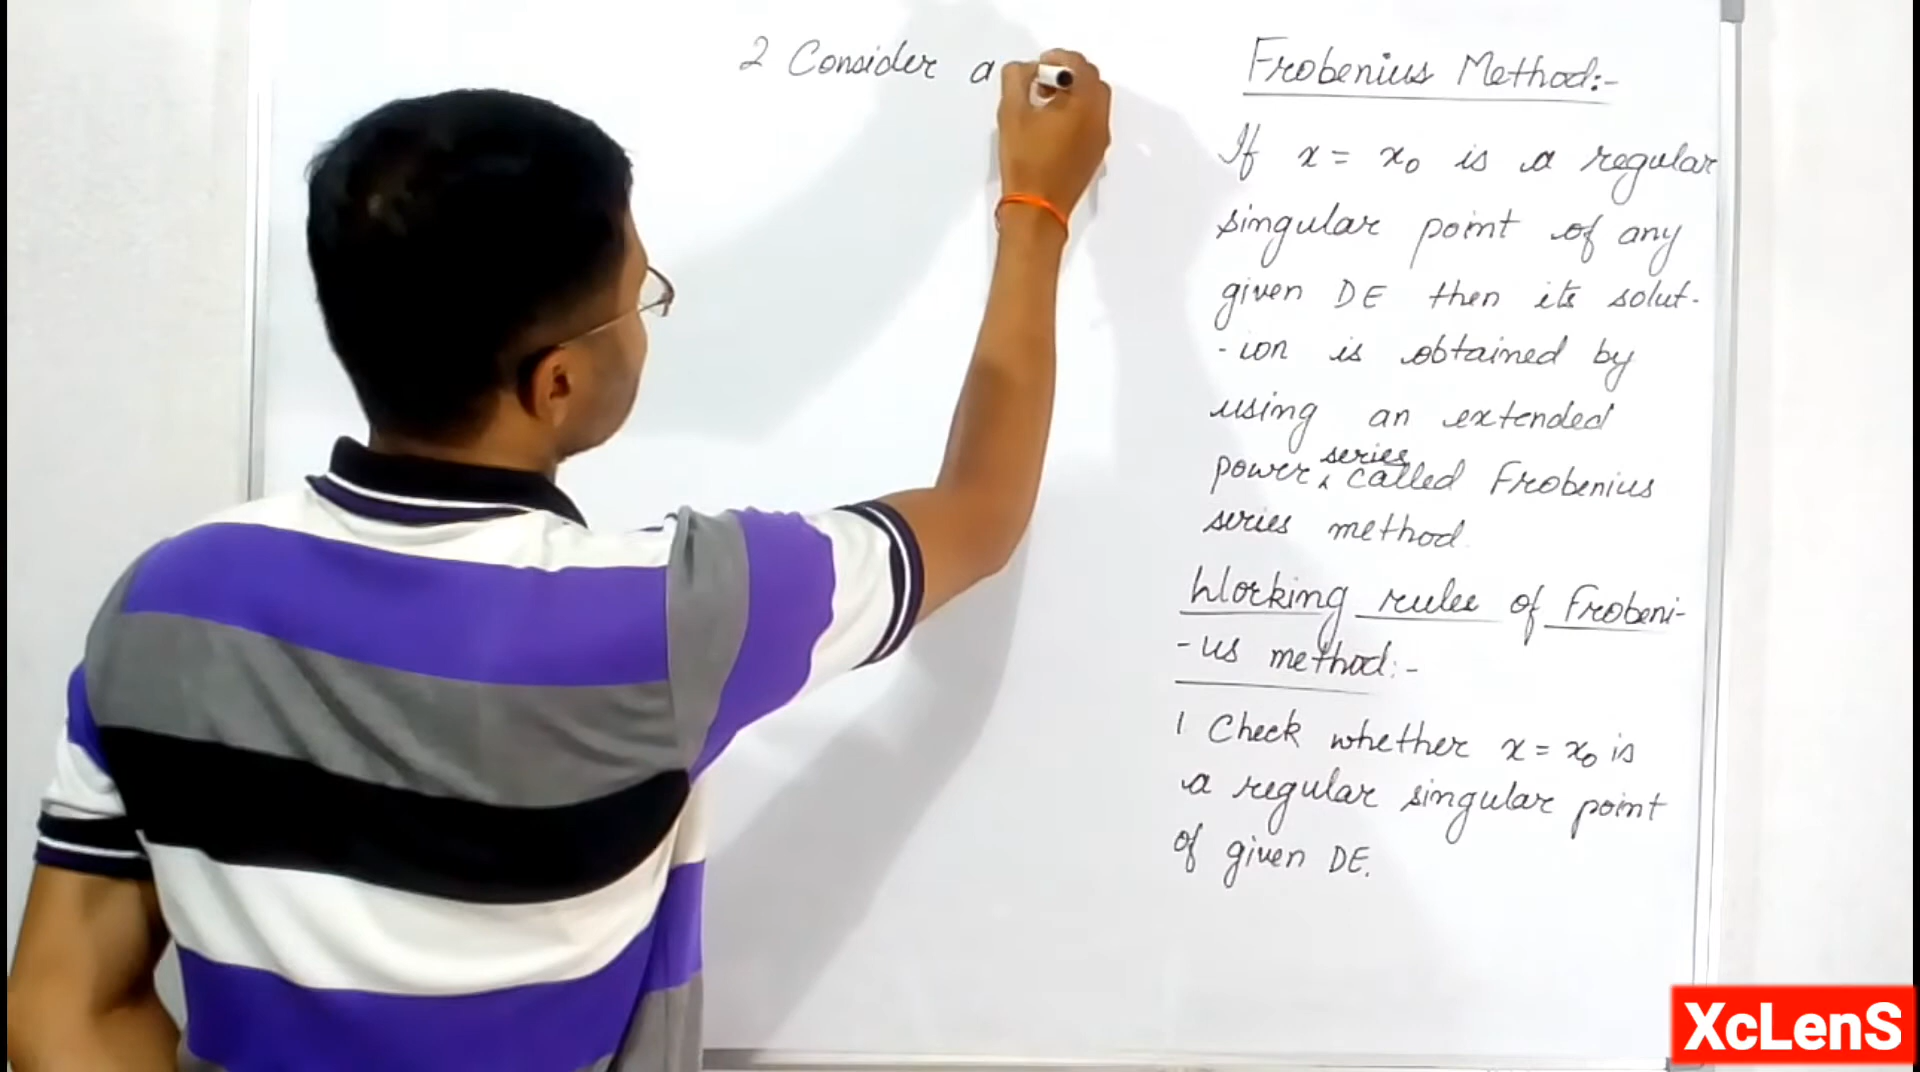 Frobenius Method:-
If x = x₀ is a regular
singular point of any
given DE then its solut-
-ion is obtained by
using an extended
power series called Frobenius
series method.
Working rules of Frobeni-
-us method:-
1 Check whether x = x₀ is
a regular singular point
of given DE.
2 Consider a
XcLenS